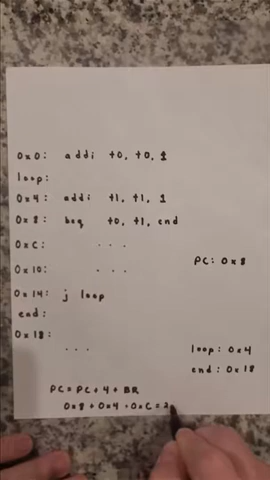 0x0: addi t0, t0, 1
loop:
0x4: addi t1, t1, 1
0x8: beq t0, t1, end
0xC: ...
PC: 0x8
0x10: ...
0x14: j loop
end:
0x18:
...
loop: 0x4
end: 0x18
PC = PC + 4 + BR
0x8 + 0x4 + 0xC = 2